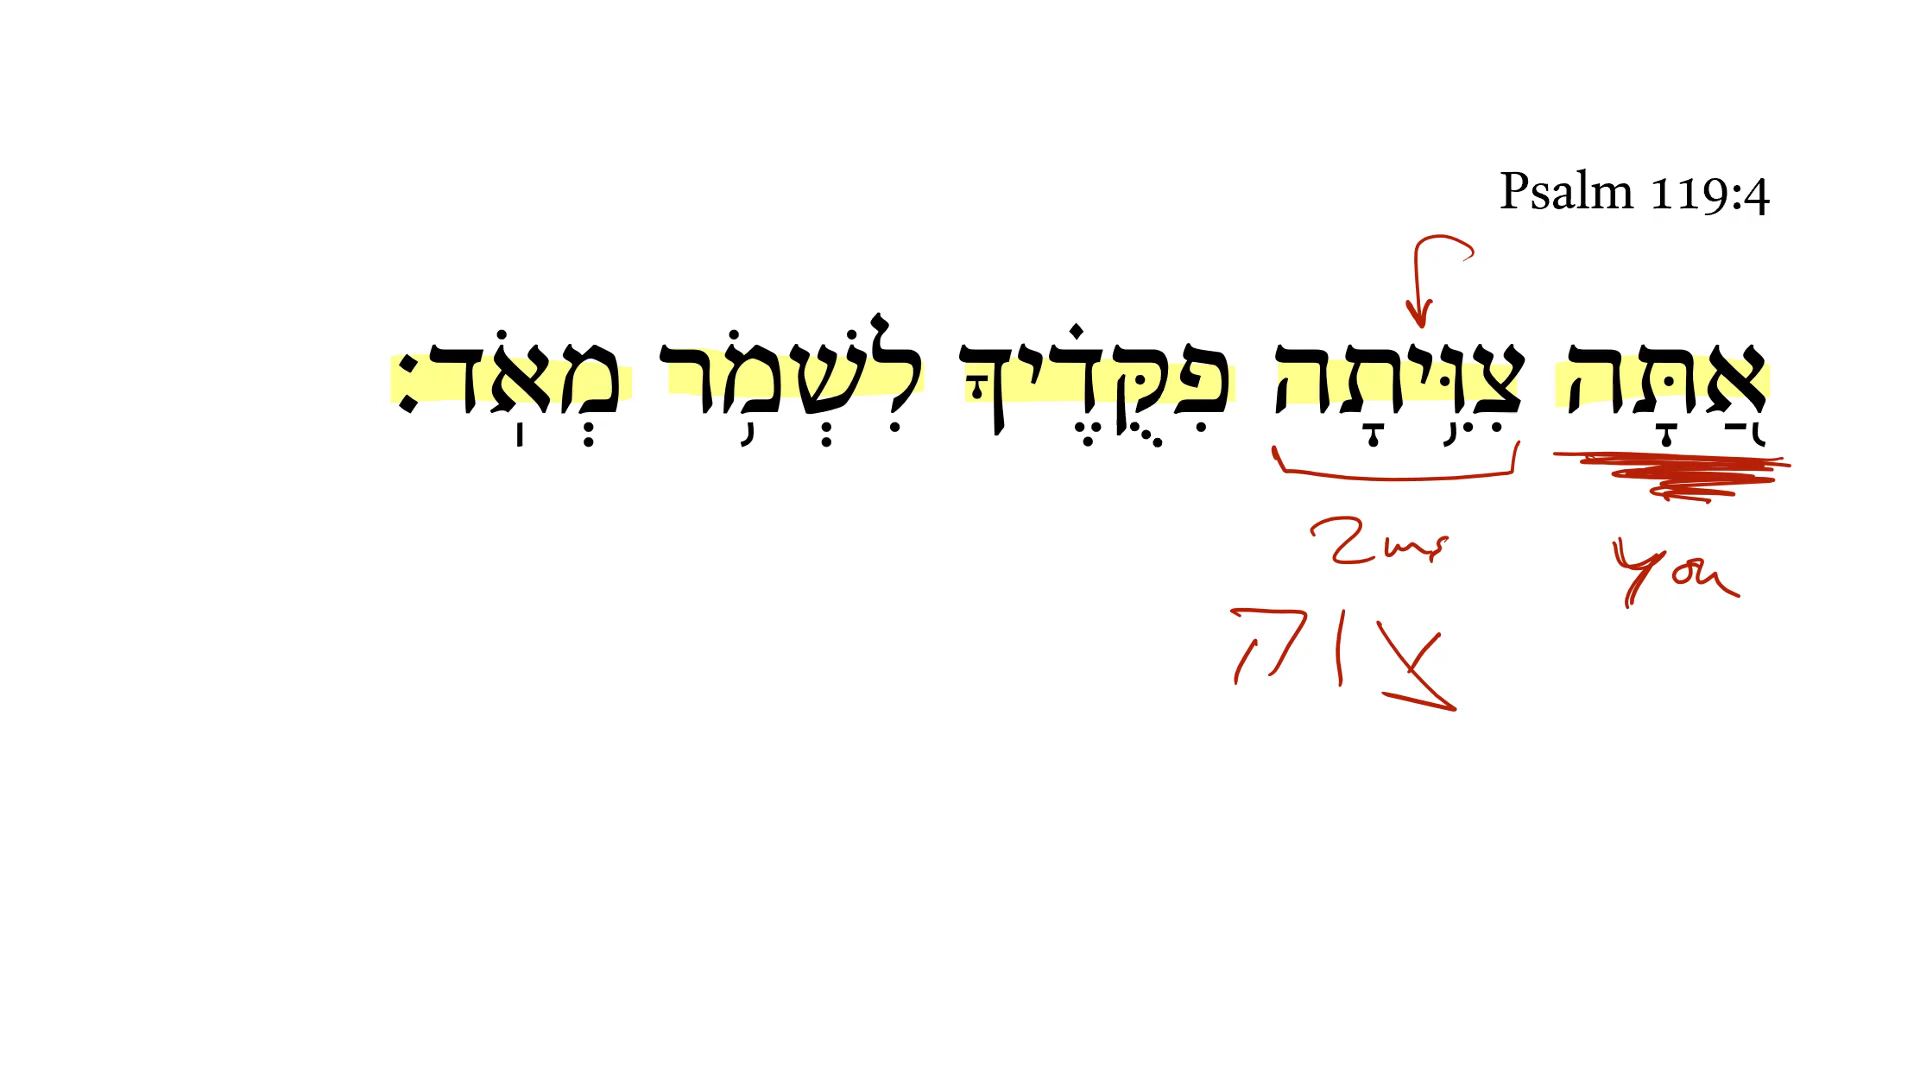 Psalm 119:4
אַ֭תָּה צִוִּ֥יתָה פִקֻּדֶ֗יךָ לִשְׁמֹ֥ר מְאֹֽד׃
2ms you
צוה